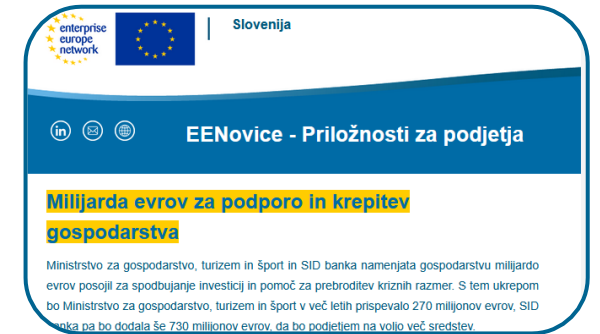 enterprise
europe
network
Slovenija
EENovice - Priložnosti za podjetja
Milijarda evrov za podporo in krepitev
gospodarstva
Ministrstvo za gospodarstvo, turizem in šport in SID banka namenjata gospodarstvu milijardo
evrov posojil za spodbujanje investicij in pomoč za prebroditev kriznih razmer. S tem ukrepom
bo Ministrstvo za gospodarstvo, turizem in šport v več letih prispevalo 270 milijonov evrov, SID
banka pa bo dodala še 730 milijonov evrov, da bo podjetjem na voljo več sredstev.